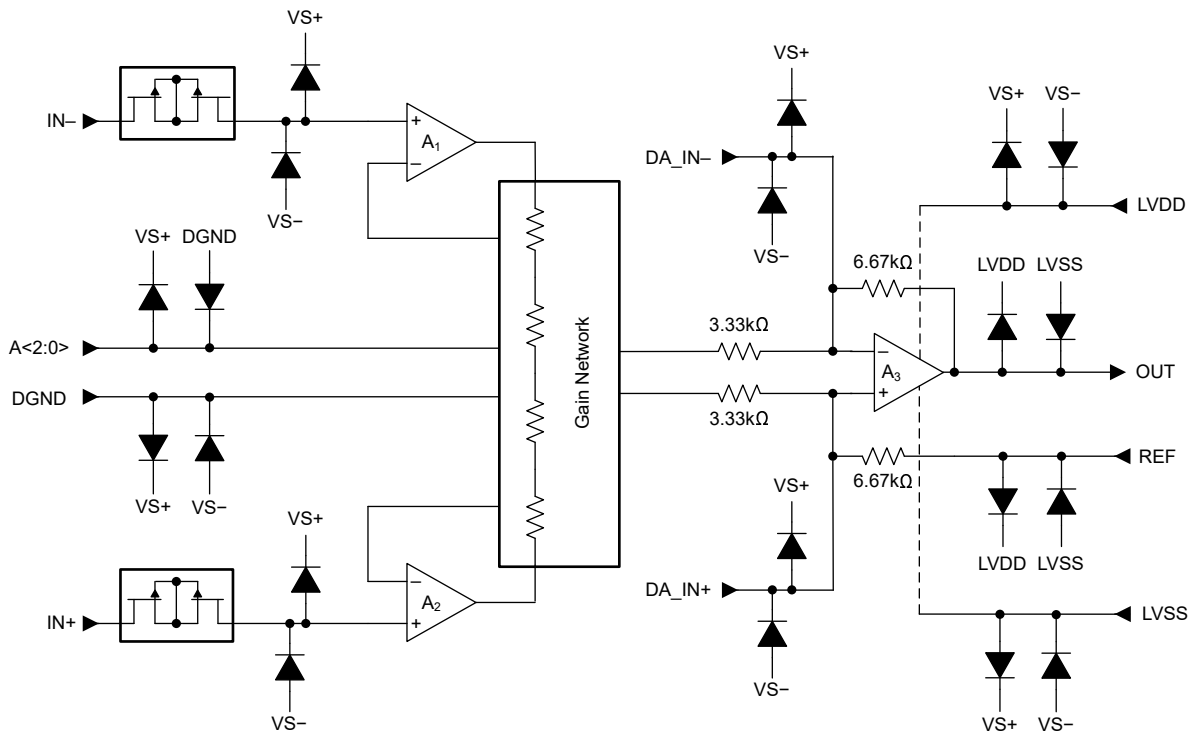 VS+
IN–
A1
VS−
VS+
DA_IN–
VS−
VS+
VS−
LVDD
VS+
DGND
A<2:0>
DGND
VS+
VS−
Gain Network
3.33kΩ
3.33kΩ
6.67kΩ
A3
6.67kΩ
LVDD
LVSS
OUT
REF
LVDD
LVSS
VS+
IN+
A2
VS−
VS+
DA_IN+
VS−
LVSS
VS+
VS−
+
−
−
+
−
+